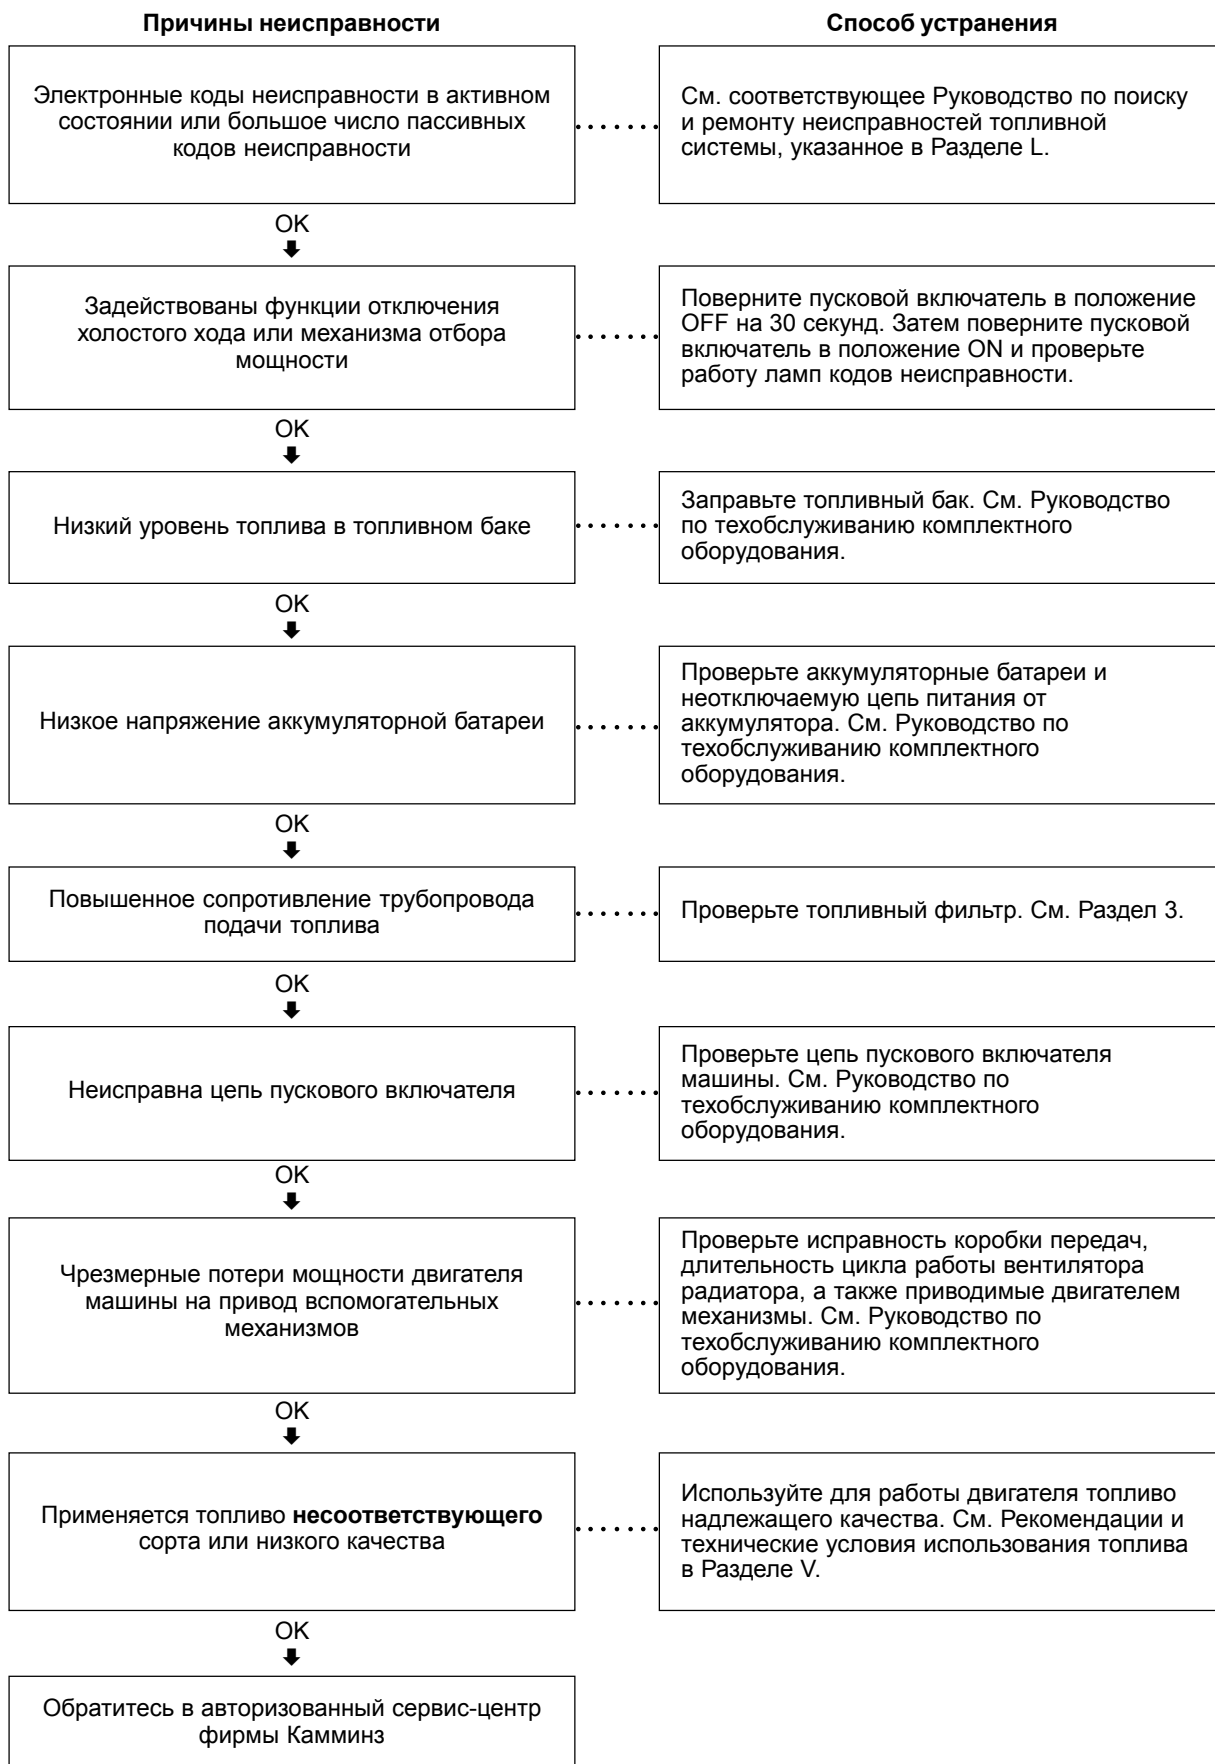 Причины неисправности
Способ устранения
Электронные коды неисправности в активном
состоянии или большое число пассивных
кодов неисправности
См. соответствующее Руководство по поиску
и ремонту неисправностей топливной
системы, указанное в Разделе L.
OK
Задействованы функции отключения
холостого хода или механизма отбора
мощности
Поверните пусковой включатель в положение
OFF на 30 секунд. Затем поверните пусковой
включатель в положение ON и проверьте
работу ламп кодов неисправности.
OK
Низкий уровень топлива в топливном баке
Заправьте топливный бак. См. Руководство
по техобслуживанию комплектного
оборудования.
OK
Низкое напряжение аккумуляторной батареи
Проверьте аккумуляторные батареи и
неотключаемую цепь питания от
аккумулятора. См. Руководство по
техобслуживанию комплектного
оборудования.
OK
Повышенное сопротивление трубопровода
подачи топлива
Проверьте топливный фильтр. См. Раздел 3.
OK
Неисправна цепь пускового включателя
Проверьте цепь пускового включателя
машины. См. Руководство по
техобслуживанию комплектного
оборудования.
OK
Чрезмерные потери мощности двигателя
машины на привод вспомогательных
механизмов
Проверьте исправность коробки передач,
длительность цикла работы вентилятора
радиатора, а также приводимые двигателем
механизмы. См. Руководство по
техобслуживанию комплектного
оборудования.
OK
Применяется топливо несоответствующего
сорта или низкого качества
Используйте для работы двигателя топливо
надлежащего качества. См. Рекомендации и
технические условия использования топлива
в Разделе V.
OK
Обратитесь в авторизованный сервис-центр
фирмы Камминз